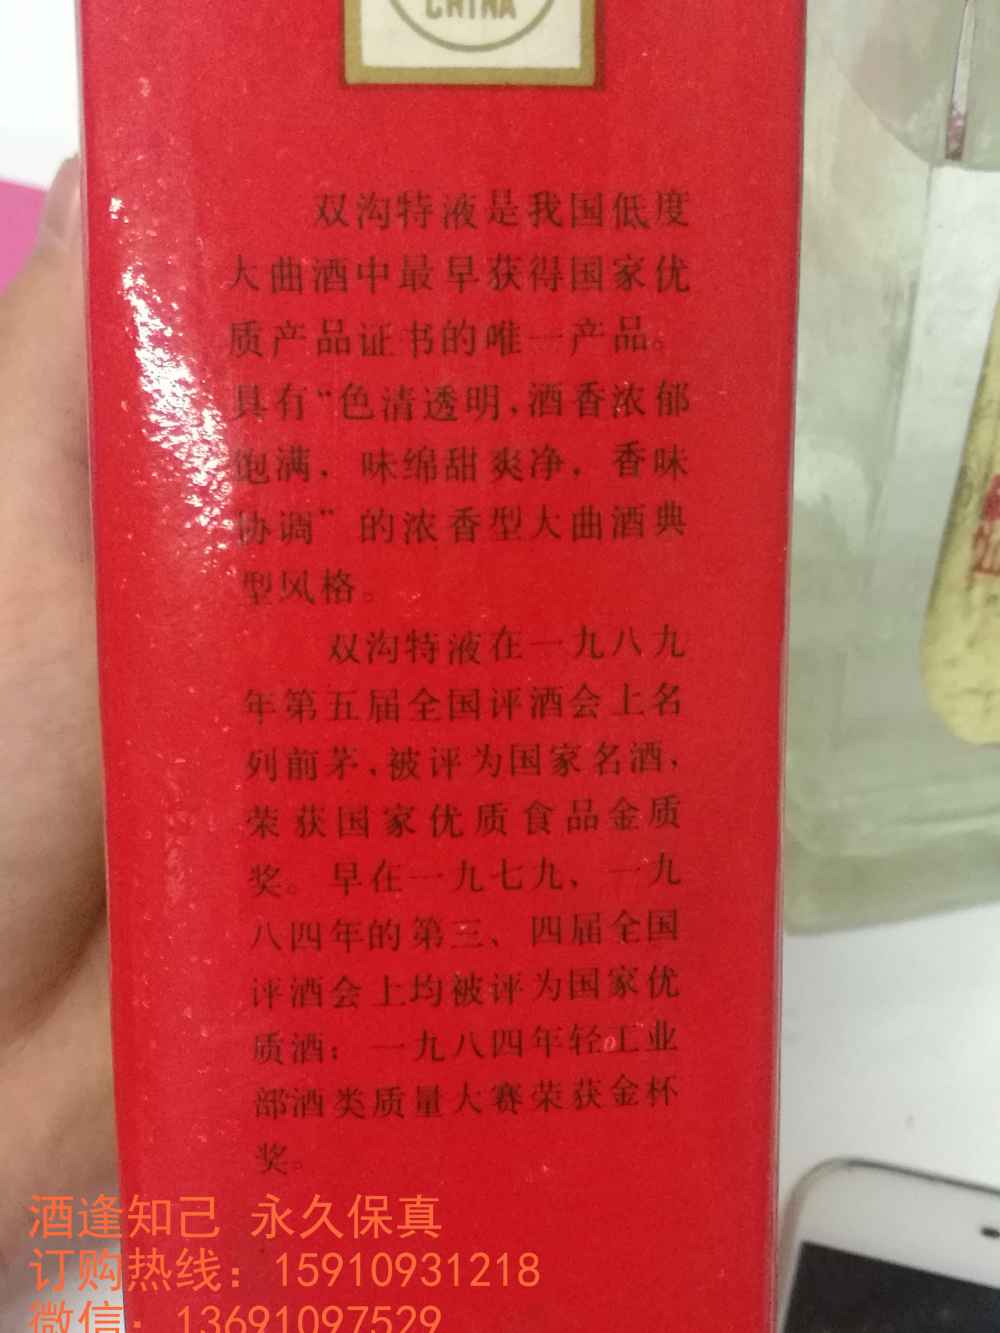 CHINA
双沟特液是我国低度
大曲酒中最早获得国家优
质产品证书的唯一产品。
具有“色清透明,酒香浓郁
饱满，味绵甜爽净，香味
协调”的浓香型大曲酒典
型风格。
双沟特液在一九八九
年第五届全国评酒会上名
列前茅,被评为国家名酒,
荣获国家优质食品金质
奖。早在一九七九、一九
八四年的第三、四届全国
评酒会上均被评为国家优
质酒；一九八四年轻工业
部酒类质量大赛荣获金杯
奖。
酒逢知己 永久保真
订购热线：15910931218
微信：13691097529